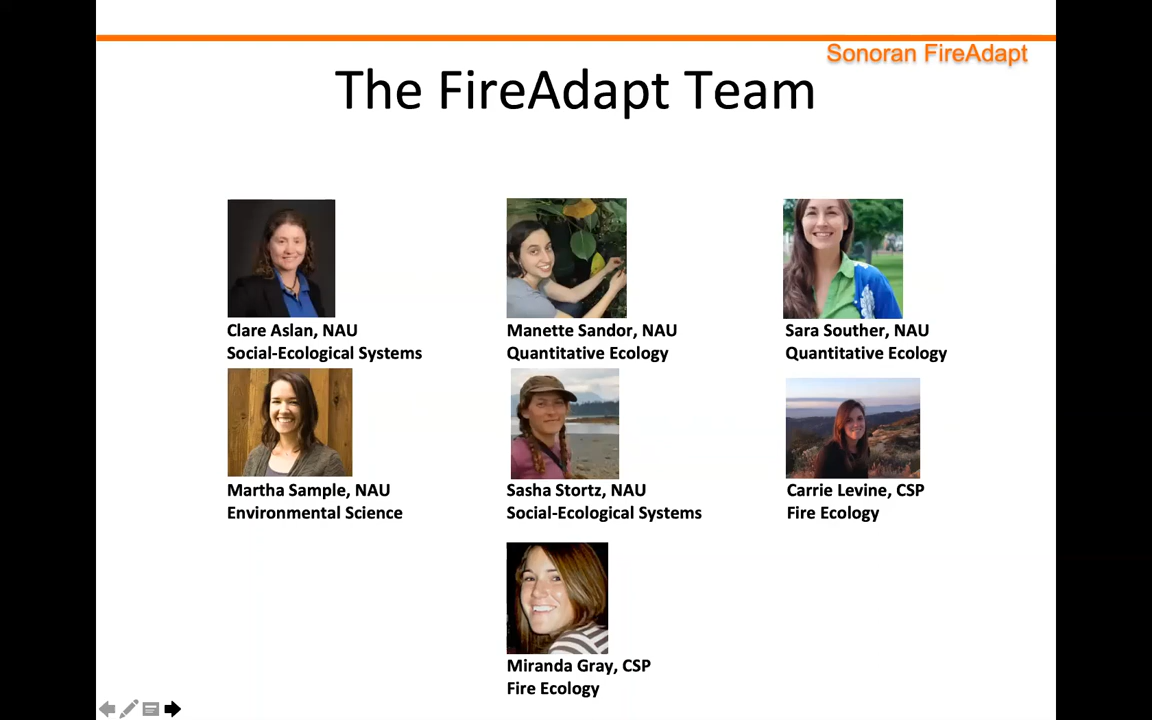 Sonoran FireAdapt
The FireAdapt Team
Clare Aslan, NAU
Social-Ecological Systems
Manette Sandor, NAU
Quantitative Ecology
Sara Souther, NAU
Quantitative Ecology
Martha Sample, NAU
Environmental Science
Sasha Stortz, NAU
Social-Ecological Systems
Carrie Levine, CSP
Fire Ecology
Miranda Gray, CSP
Fire Ecology